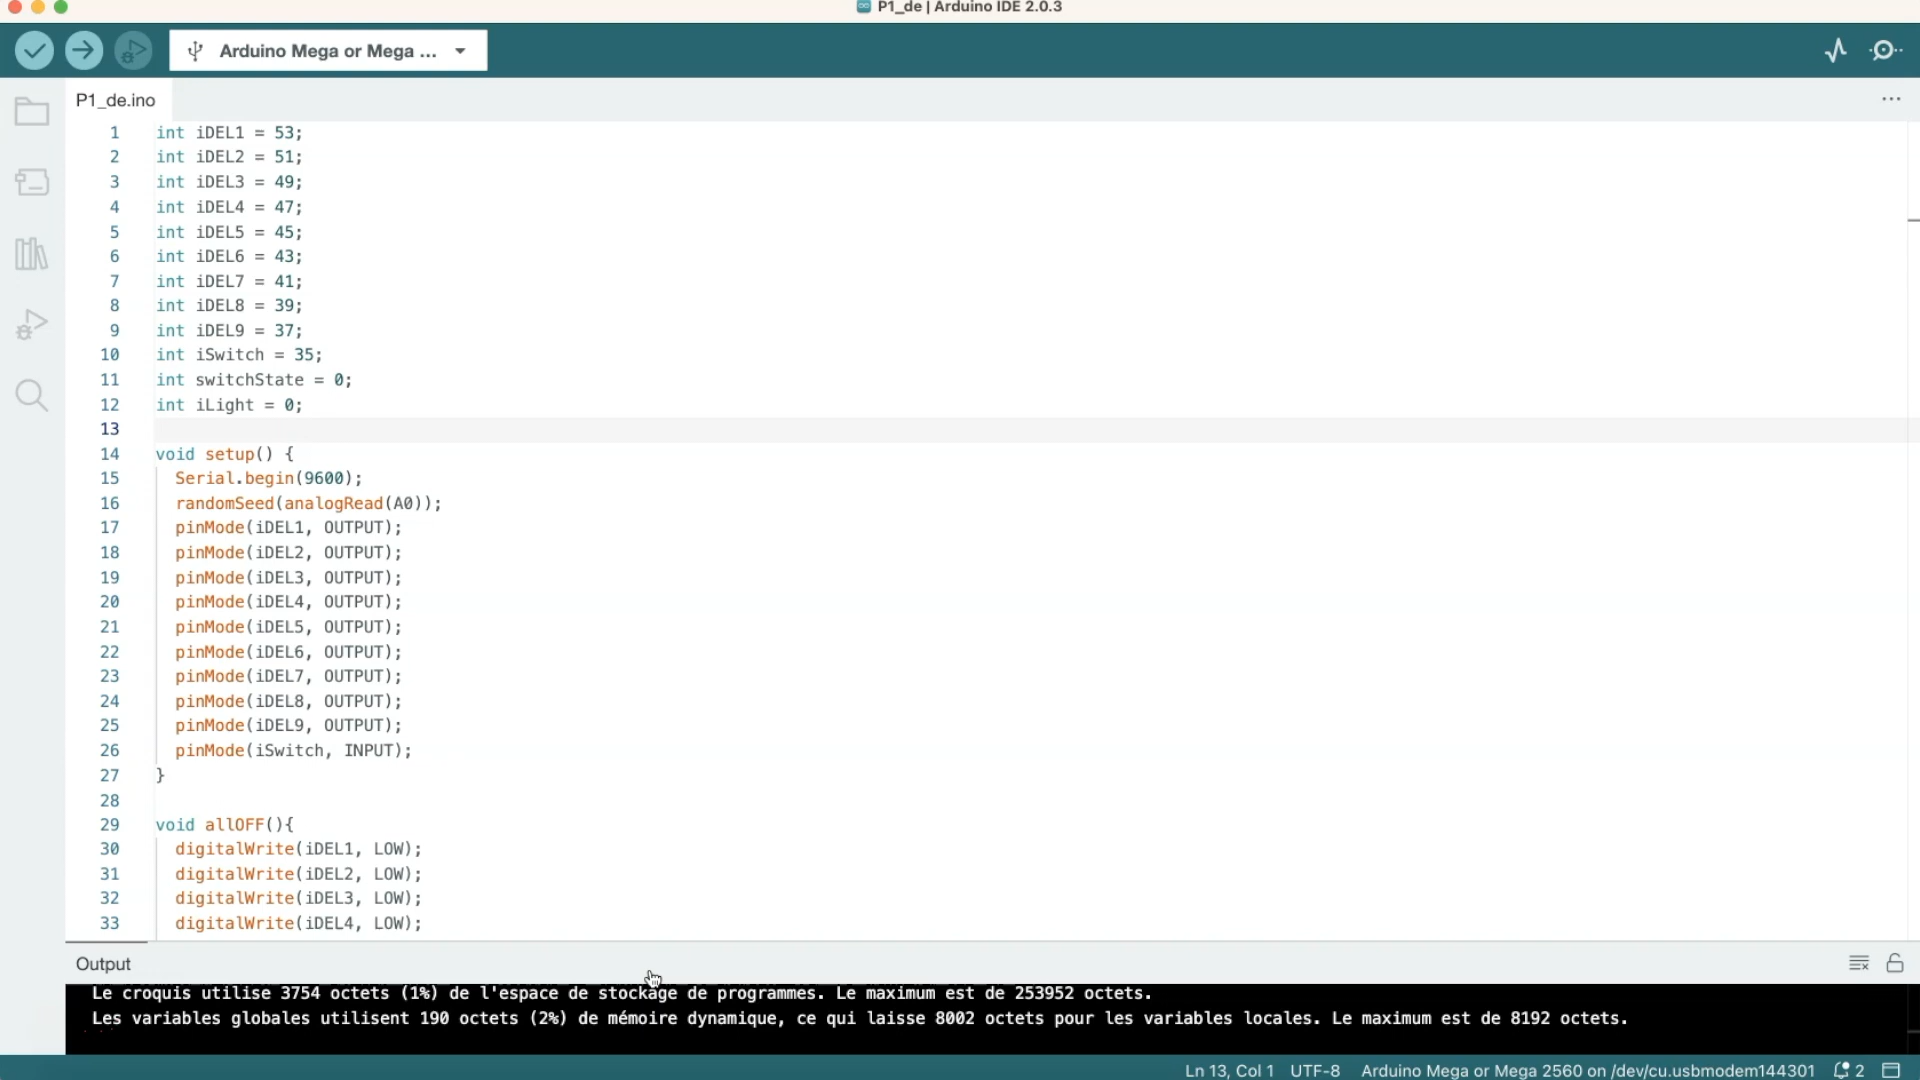 P1_de | Arduino IDE 2.0.3
Arduino Mega or Mega ...
P1_de.ino
1 int iDEL1 = 53;
2 int iDEL2 = 51;
3 int iDEL3 = 49;
4 int iDEL4 = 47;
5 int iDEL5 = 45;
6 int iDEL6 = 43;
7 int iDEL7 = 41;
8 int iDEL8 = 39;
9 int iDEL9 = 37;
10 int iSwitch = 35;
11 int switchState = 0;
12 int iLight = 0;
13
14 void setup() {
15 Serial.begin(9600);
16 randomSeed(analogRead(A0));
17 pinMode(iDEL1, OUTPUT);
18 pinMode(iDEL2, OUTPUT);
19 pinMode(iDEL3, OUTPUT);
20 pinMode(iDEL4, OUTPUT);
21 pinMode(iDEL5, OUTPUT);
22 pinMode(iDEL6, OUTPUT);
23 pinMode(iDEL7, OUTPUT);
24 pinMode(iDEL8, OUTPUT);
25 pinMode(iDEL9, OUTPUT);
26 pinMode(iSwitch, INPUT);
27 }
28
29 void allOFF(){
30 digitalWrite(iDEL1, LOW);
31 digitalWrite(iDEL2, LOW);
32 digitalWrite(iDEL3, LOW);
33 digitalWrite(iDEL4, LOW);
Output
Le croquis utilise 3754 octets (1%) de l'espace de stockage de programmes. Le maximum est de 253952 octets.
Les variables globales utilisent 190 octets (2%) de mémoire dynamique, ce qui laisse 8002 octets pour les variables locales. Le maximum est de 8192 octets.
Ln 13, Col 1 UTF-8 Arduino Mega or Mega 2560 on /dev/cu.usbmodem144301 2